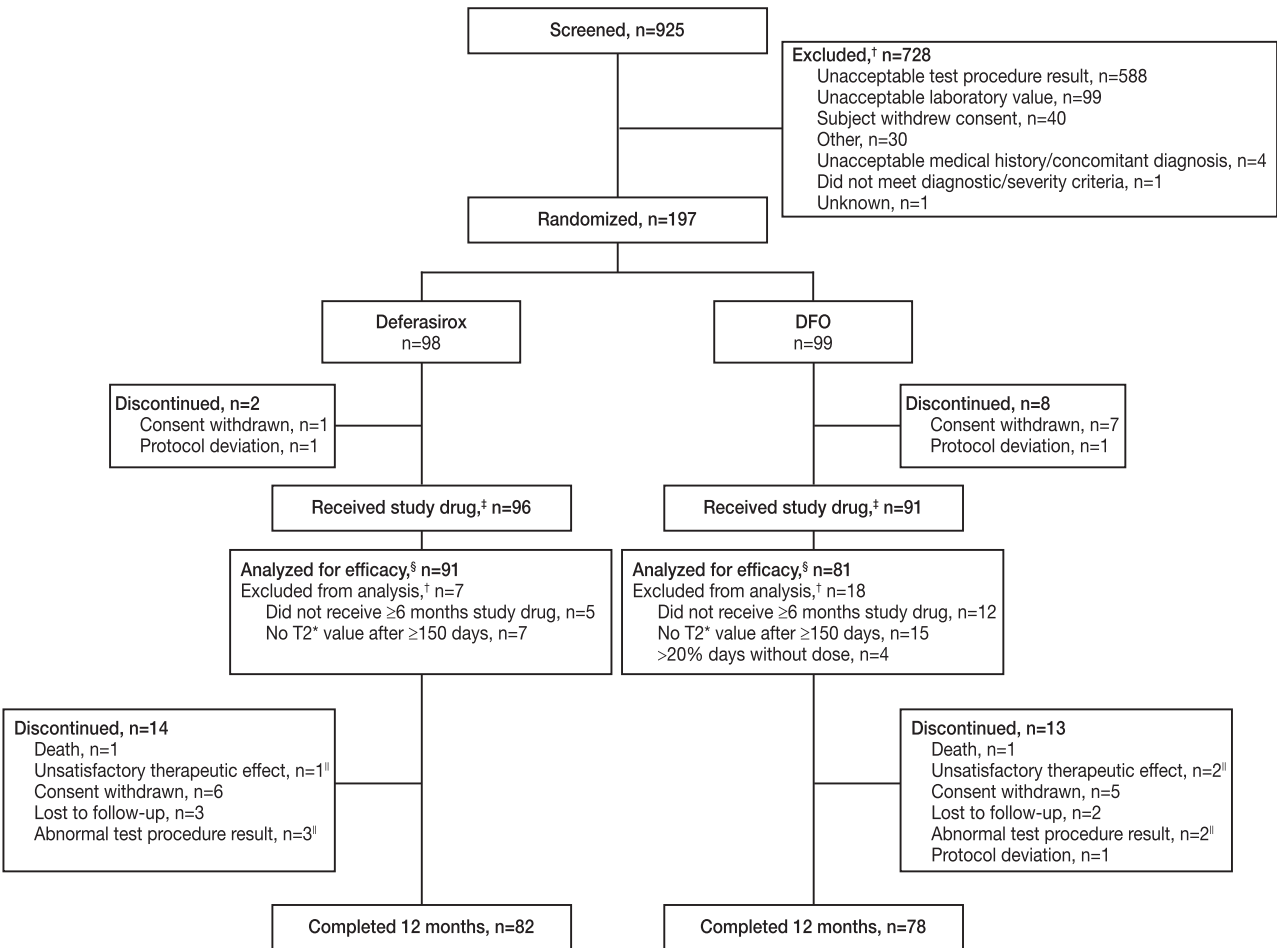 Screened, n=925
Excluded,† n=728
Unacceptable test procedure result, n=588
Unacceptable laboratory value, n=99
Subject withdrew consent, n=40
Other, n=30
Unacceptable medical history/concomitant diagnosis, n=4
Did not meet diagnostic/severity criteria, n=1
Unknown, n=1
Randomized, n=197
Deferasirox
n=98
DFO
n=99
Discontinued, n=2
Consent withdrawn, n=1
Protocol deviation, n=1
Discontinued, n=8
Consent withdrawn, n=7
Protocol deviation, n=1
Received study drug,‡ n=96
Received study drug,‡ n=91
Analyzed for efficacy,§ n=91
Excluded from analysis,† n=7
Did not receive ≥6 months study drug, n=5
No T2* value after ≥150 days, n=7
Analyzed for efficacy,§ n=81
Excluded from analysis,† n=18
Did not receive ≥6 months study drug, n=12
No T2* value after ≥150 days, n=15
>20% days without dose, n=4
Discontinued, n=14
Death, n=1
Unsatisfactory therapeutic effect, n=1||
Consent withdrawn, n=6
Lost to follow-up, n=3
Abnormal test procedure result, n=3||
Discontinued, n=13
Death, n=1
Unsatisfactory therapeutic effect, n=2||
Consent withdrawn, n=5
Lost to follow-up, n=2
Abnormal test procedure result, n=2||
Protocol deviation, n=1
Completed 12 months, n=82
Completed 12 months, n=78